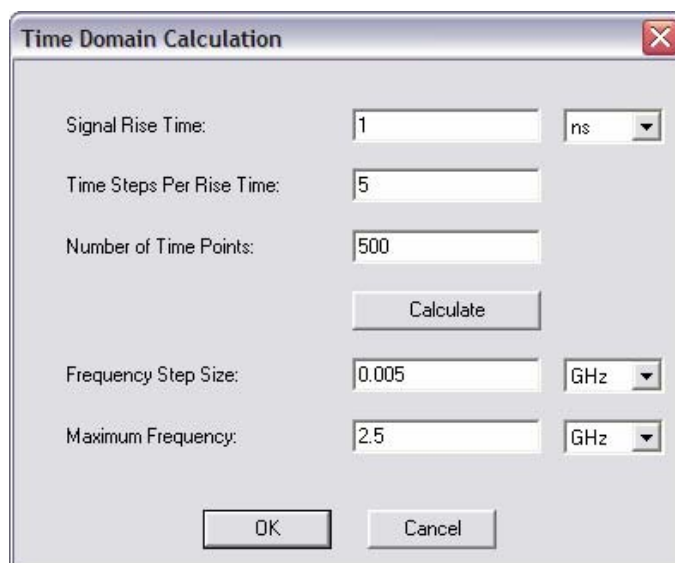 Time Domain Calculation
Signal Rise Time: 1 ns
Time Steps Per Rise Time: 5
Number of Time Points: 500
Calculate
Frequency Step Size: 0.005 GHz
Maximum Frequency: 2.5 GHz
OK Cancel